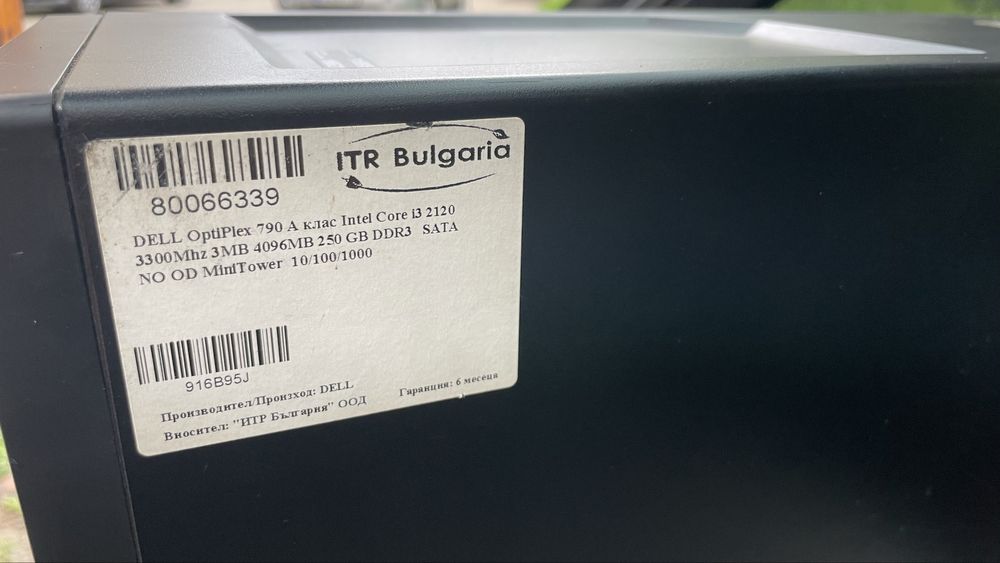 ITR Bulgaria
80066339
DELL OptiPlex 790 А клас Intel Core i3 2120
3300Mhz 3MB 4096MB 250 GB DDR3 SATA
NO OD MiniTower 10/100/1000
916B95J
Производител/Произход: DELL
Гаранция: 6 месеца
Вносител: "ИТР България" ООД